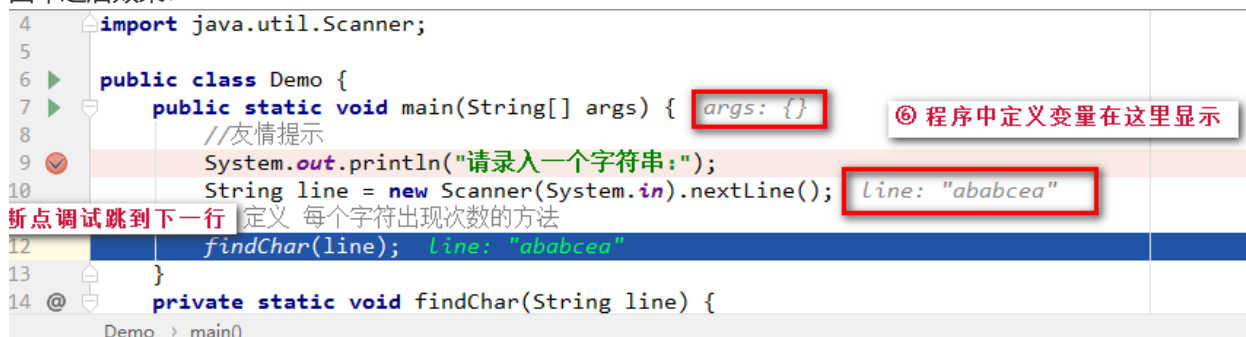 4 import java.util.Scanner;
5
6 public class Demo {
7 public static void main(String[] args) { args: {}
⑥ 程序中定义变量在这里显示
8 //友情提示
9 System.out.println("请录入一个字符串:");
10 String line = new Scanner(System.in).nextLine(); line: "ababcea"
断点调试跳到下一行 定义 每个字符出现次数的方法
12 findChar(line); line: "ababcea"
13 }
14 @ private static void findChar(String line) {
Demo › main()